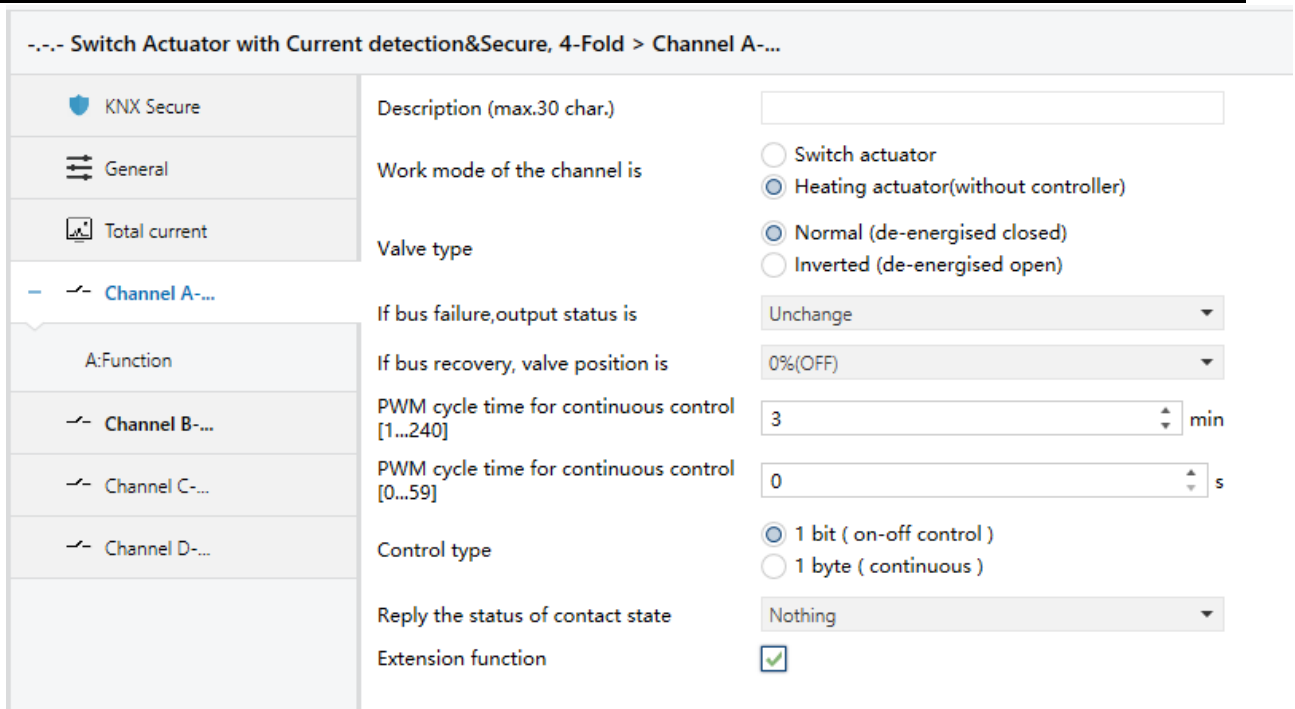 -.-.- Switch Actuator with Current detection&Secure, 4-Fold > Channel A-...
KNX Secure
General
Total current
Channel A-...
A:Function
Channel B-...
Channel C-...
Channel D-...
Description (max.30 char.)
Work mode of the channel is
Switch actuator
Heating actuator(without controller)
Valve type
Normal (de-energised closed)
Inverted (de-energised open)
If bus failure,output status is
Unchange
If bus recovery, valve position is
0%(OFF)
PWM cycle time for continuous control
[1...240]
3
min
PWM cycle time for continuous control
[0...59]
0
s
Control type
1 bit ( on-off control )
1 byte ( continuous )
Reply the status of contact state
Nothing
Extension function